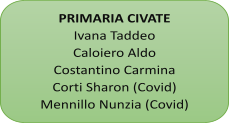 PRIMARIA CIVATE
Ivana Taddeo
Caloiero Aldo
Costantino Carmina
Corti Sharon (Covid)
Mennillo Nunzia (Covid)